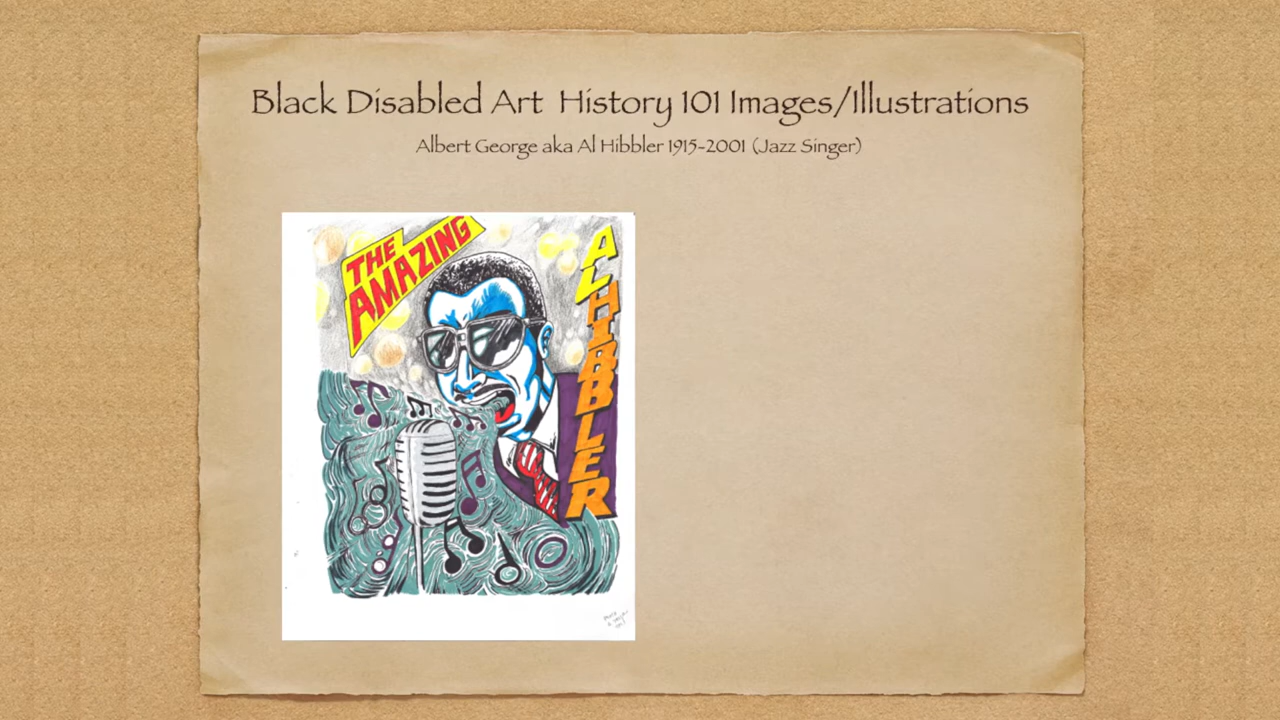 Black Disabled Art History 101 Images/Illustrations
Albert George aka Al Hibbler 1915-2001 (Jazz Singer)
THE
AMAZING
AL
HIBBLER